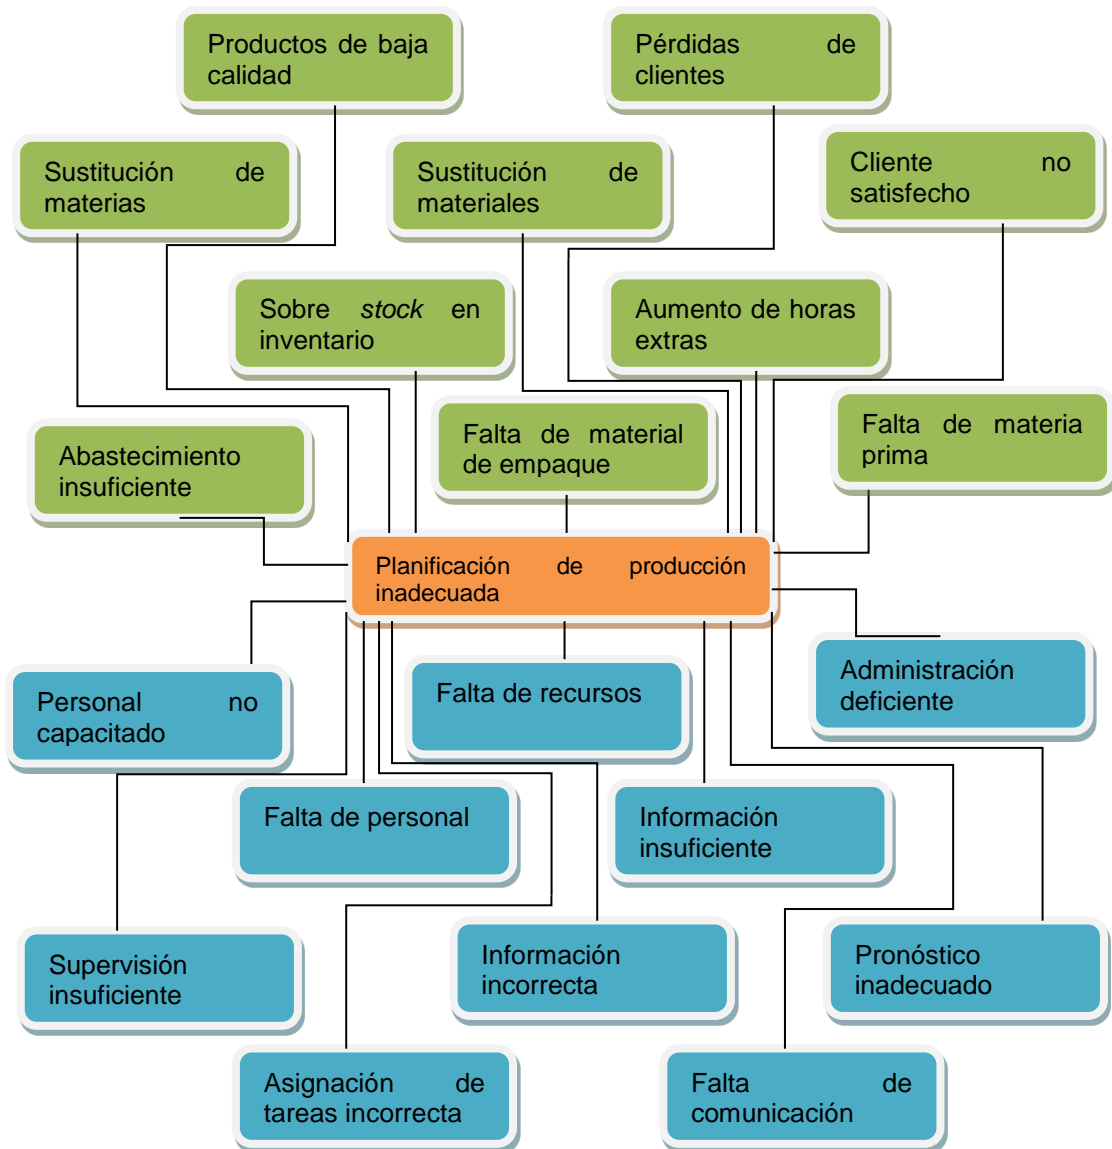 Productos de baja
calidad
Pérdidas de
clientes
Sustitución de
materias
Sustitución de
materiales
Cliente no
satisfecho
Sobre stock en
inventario
Aumento de horas
extras
Abastecimiento
insuficiente
Falta de material
de empaque
Falta de materia
prima
Planificación de producción
inadecuada
Personal no
capacitado
Falta de recursos
Administración
deficiente
Falta de personal
Información
insuficiente
Supervisión
insuficiente
Información
incorrecta
Pronóstico
inadecuado
Asignación de
tareas incorrecta
Falta de
comunicación